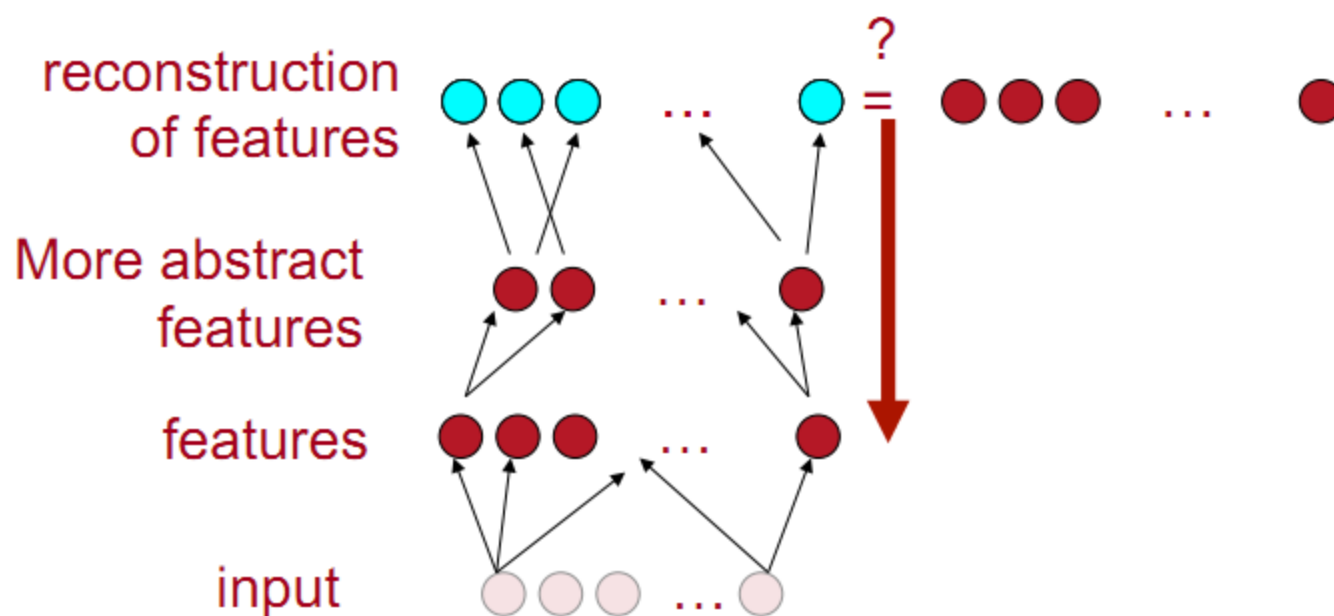 ?
reconstruction
of features
... = ...
More abstract
features
...
features
...
input
...